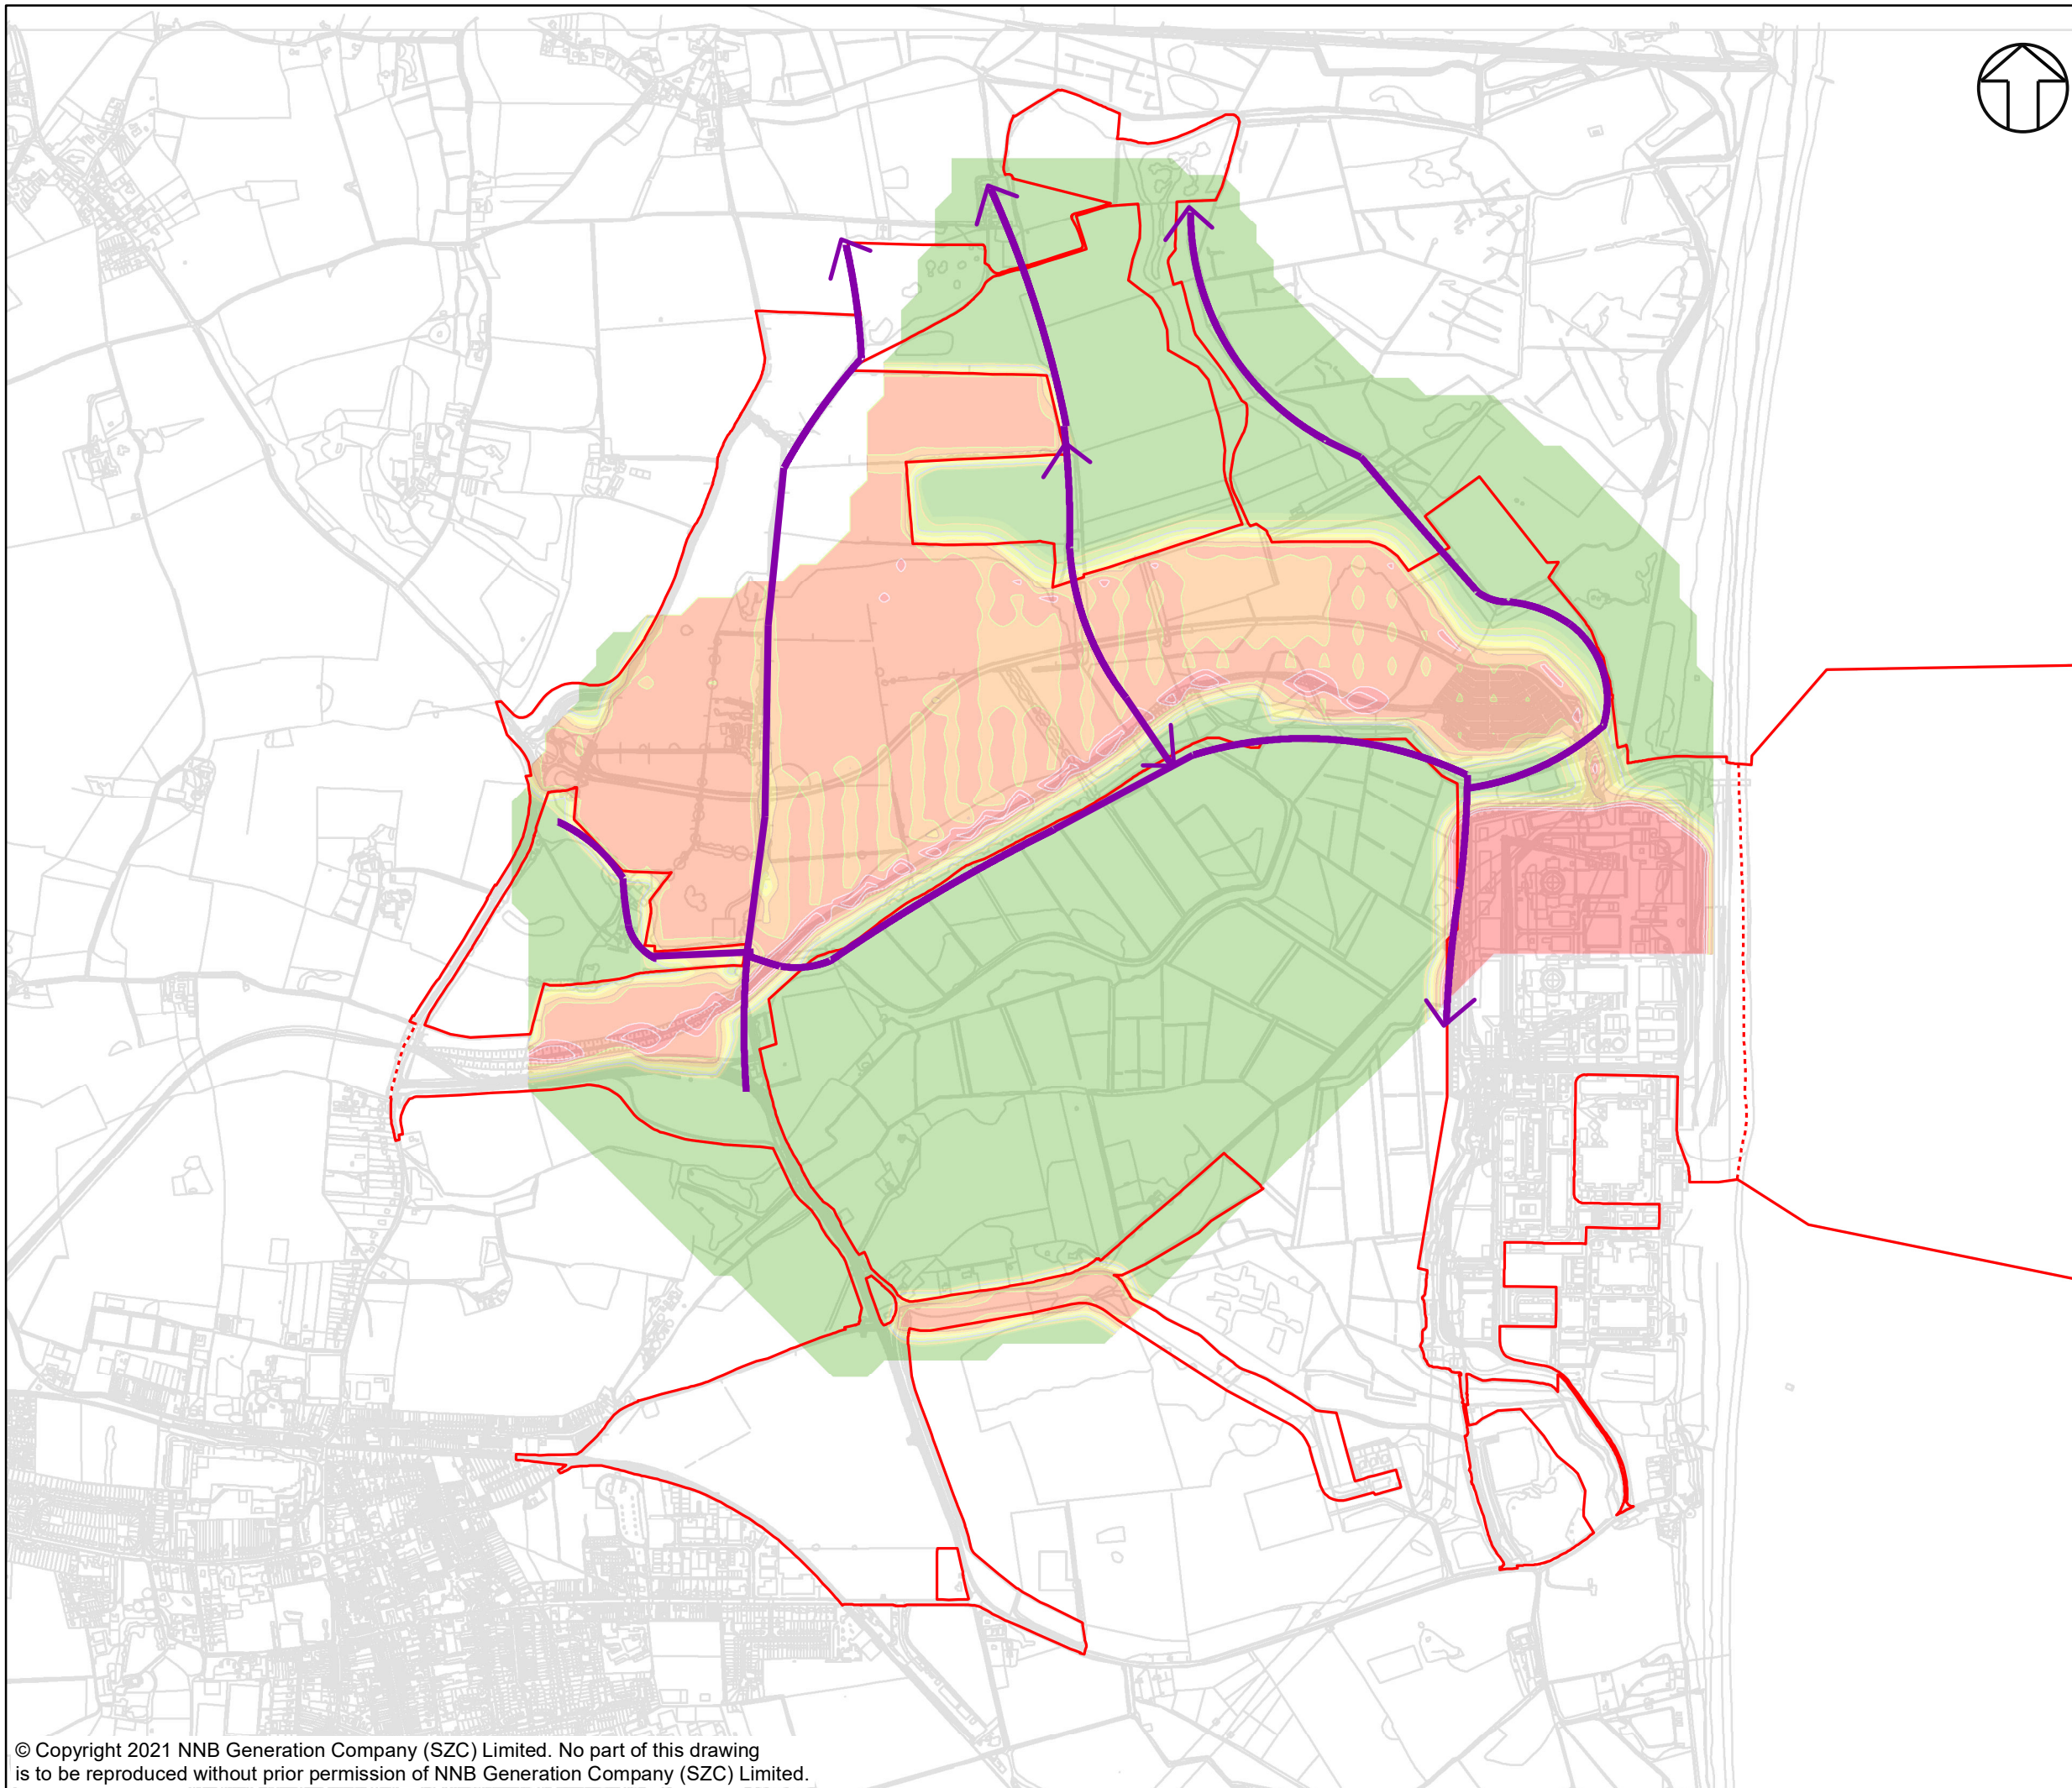 © Copyright 2021 NNB Generation Company (SZC) Limited. No part of this drawing
is to be reproduced without prior permission of NNB Generation Company (SZC) Limited.